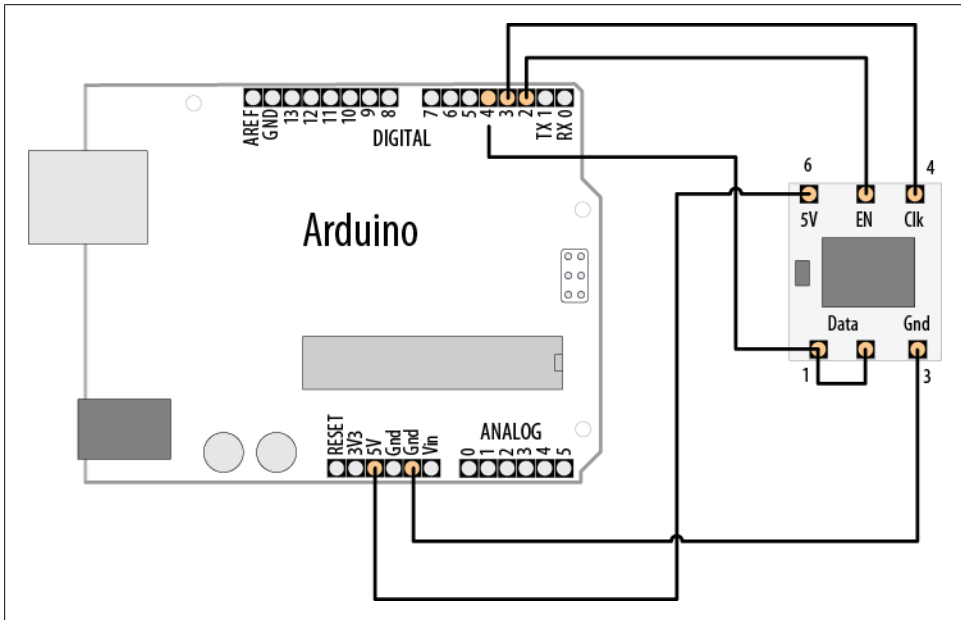 AREF
GND
13
12
11
10
9
8
7
6
5
4
3
2
TX 1
RX 0
DIGITAL
Arduino
6
4
5V
EN
Clk
Data
Gnd
1
3
RESET
3V3
5V
Gnd
Gnd
Vin
ANALOG
0
1
2
3
4
5